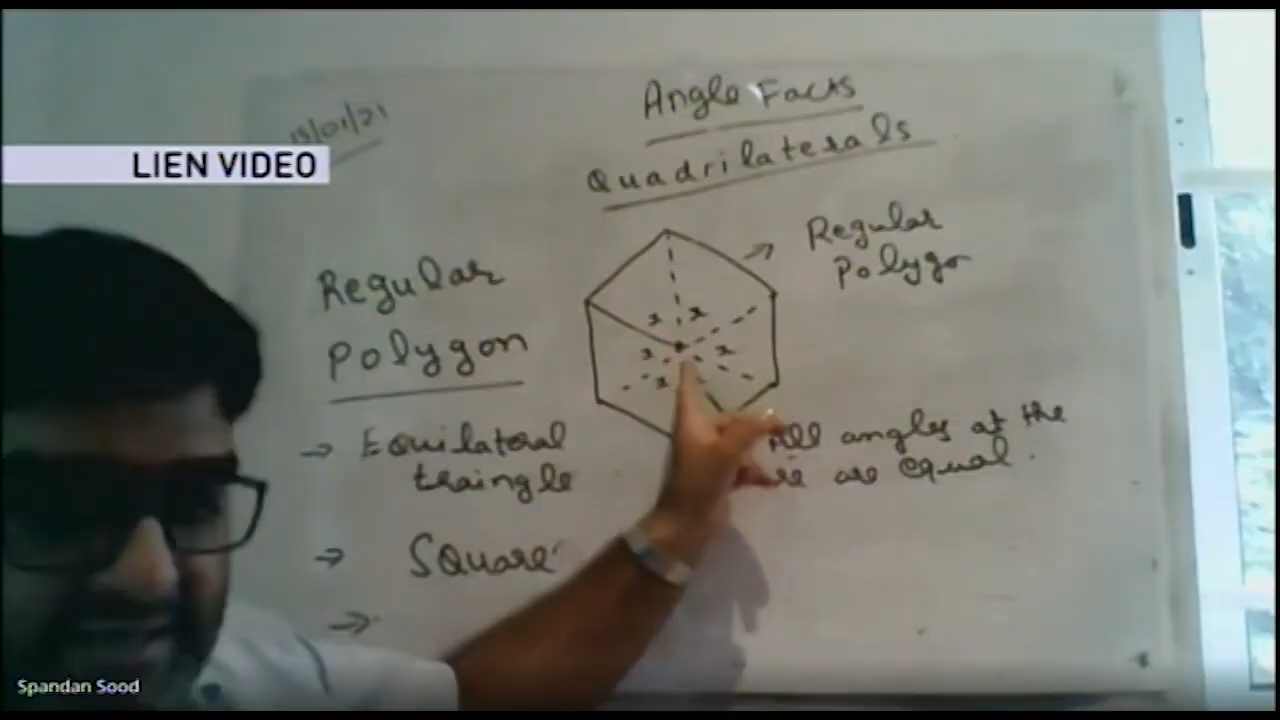 Angle Facts
Quadrilaterals
LIEN VIDEO
Regular
Polygon
Regular
Polygon
x x
x x
x
→ Equilateral
traingle
All angles at the
are equal.
→ Square
→
Spandan Sood